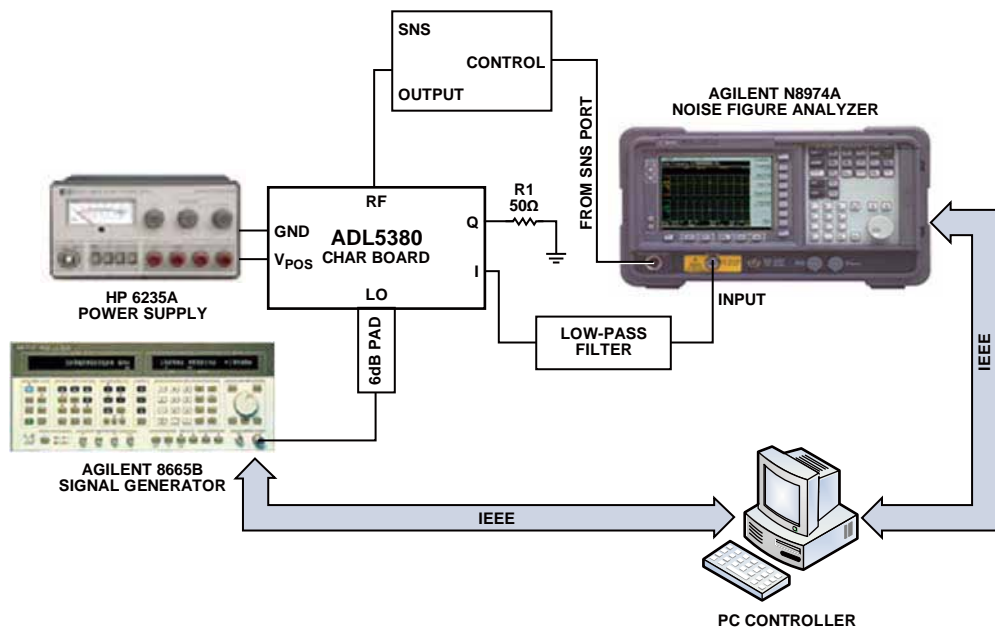 SNS
CONTROL
OUTPUT
AGILENT N8974A
NOISE FIGURE ANALYZER
FROM SNS PORT
RF
R1
50Ω
GND
ADL5380
CHAR BOARD
Q
VPOS
I
LO
HP 6235A
POWER SUPPLY
6dB PAD
LOW-PASS
FILTER
INPUT
IEEE
AGILENT 8665B
SIGNAL GENERATOR
IEEE
PC CONTROLLER